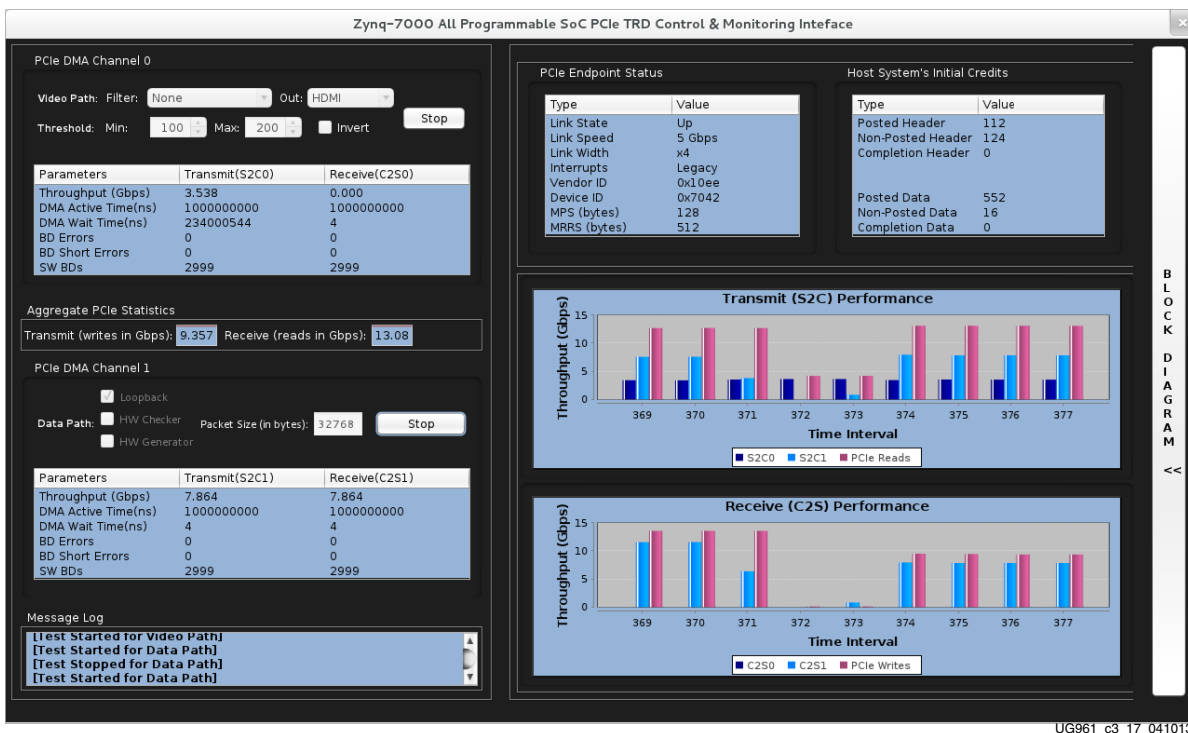 Zynq-7000 All Programmable SoC PCIe TRD Control & Monitoring Inteface
PCIe DMA Channel 0
Video Path: Filter: None Out: HDMI
Threshold: Min: 100 Max: 200 Invert Stop
Parameters Transmit(S2C0) Receive(C2S0)
Throughput (Gbps) 3.538 0.000
DMA Active Time(ns) 1000000000 1000000000
DMA Wait Time(ns) 234000544 4
BD Errors 0 0
BD Short Errors 0 0
SW BDs 2999 2999
Aggregate PCIe Statistics
Transmit (writes in Gbps): 9.357 Receive (reads in Gbps): 13.08
PCIe DMA Channel 1
Loopback
Data Path: HW Checker Packet Size (in bytes): 32768 Stop
HW Generator
Parameters Transmit(S2C1) Receive(C2S1)
Throughput (Gbps) 7.864 7.864
DMA Active Time(ns) 1000000000 1000000000
DMA Wait Time(ns) 4 4
BD Errors 0 0
BD Short Errors 0 0
SW BDs 2999 2999
Message Log
[Test Started for Video Path]
[Test Started for Data Path]
[Test Stopped for Data Path]
[Test Started for Data Path]
PCIe Endpoint Status
Type Value
Link State Up
Link Speed 5 Gbps
Link Width x4
Interrupts Legacy
Vendor ID 0x10ee
Device ID 0x7042
MPS (bytes) 128
MRRS (bytes) 512
Host System's Initial Credits
Type Value
Posted Header 112
Non-Posted Header 124
Completion Header 0
Posted Data 552
Non-Posted Data 16
Completion Data 0
Transmit (S2C) Performance
Throughput (Gbps)
15
10
5
0
369 370 371 372 373 374 375 376 377
Time Interval
S2C0 S2C1 PCIe Reads
Receive (C2S) Performance
Throughput (Gbps)
15
10
5
0
369 370 371 372 373 374 375 376 377
Time Interval
C2S0 C2S1 PCIe Writes
BLOCK DIAGRAM <<
UG961_c3_17_041013